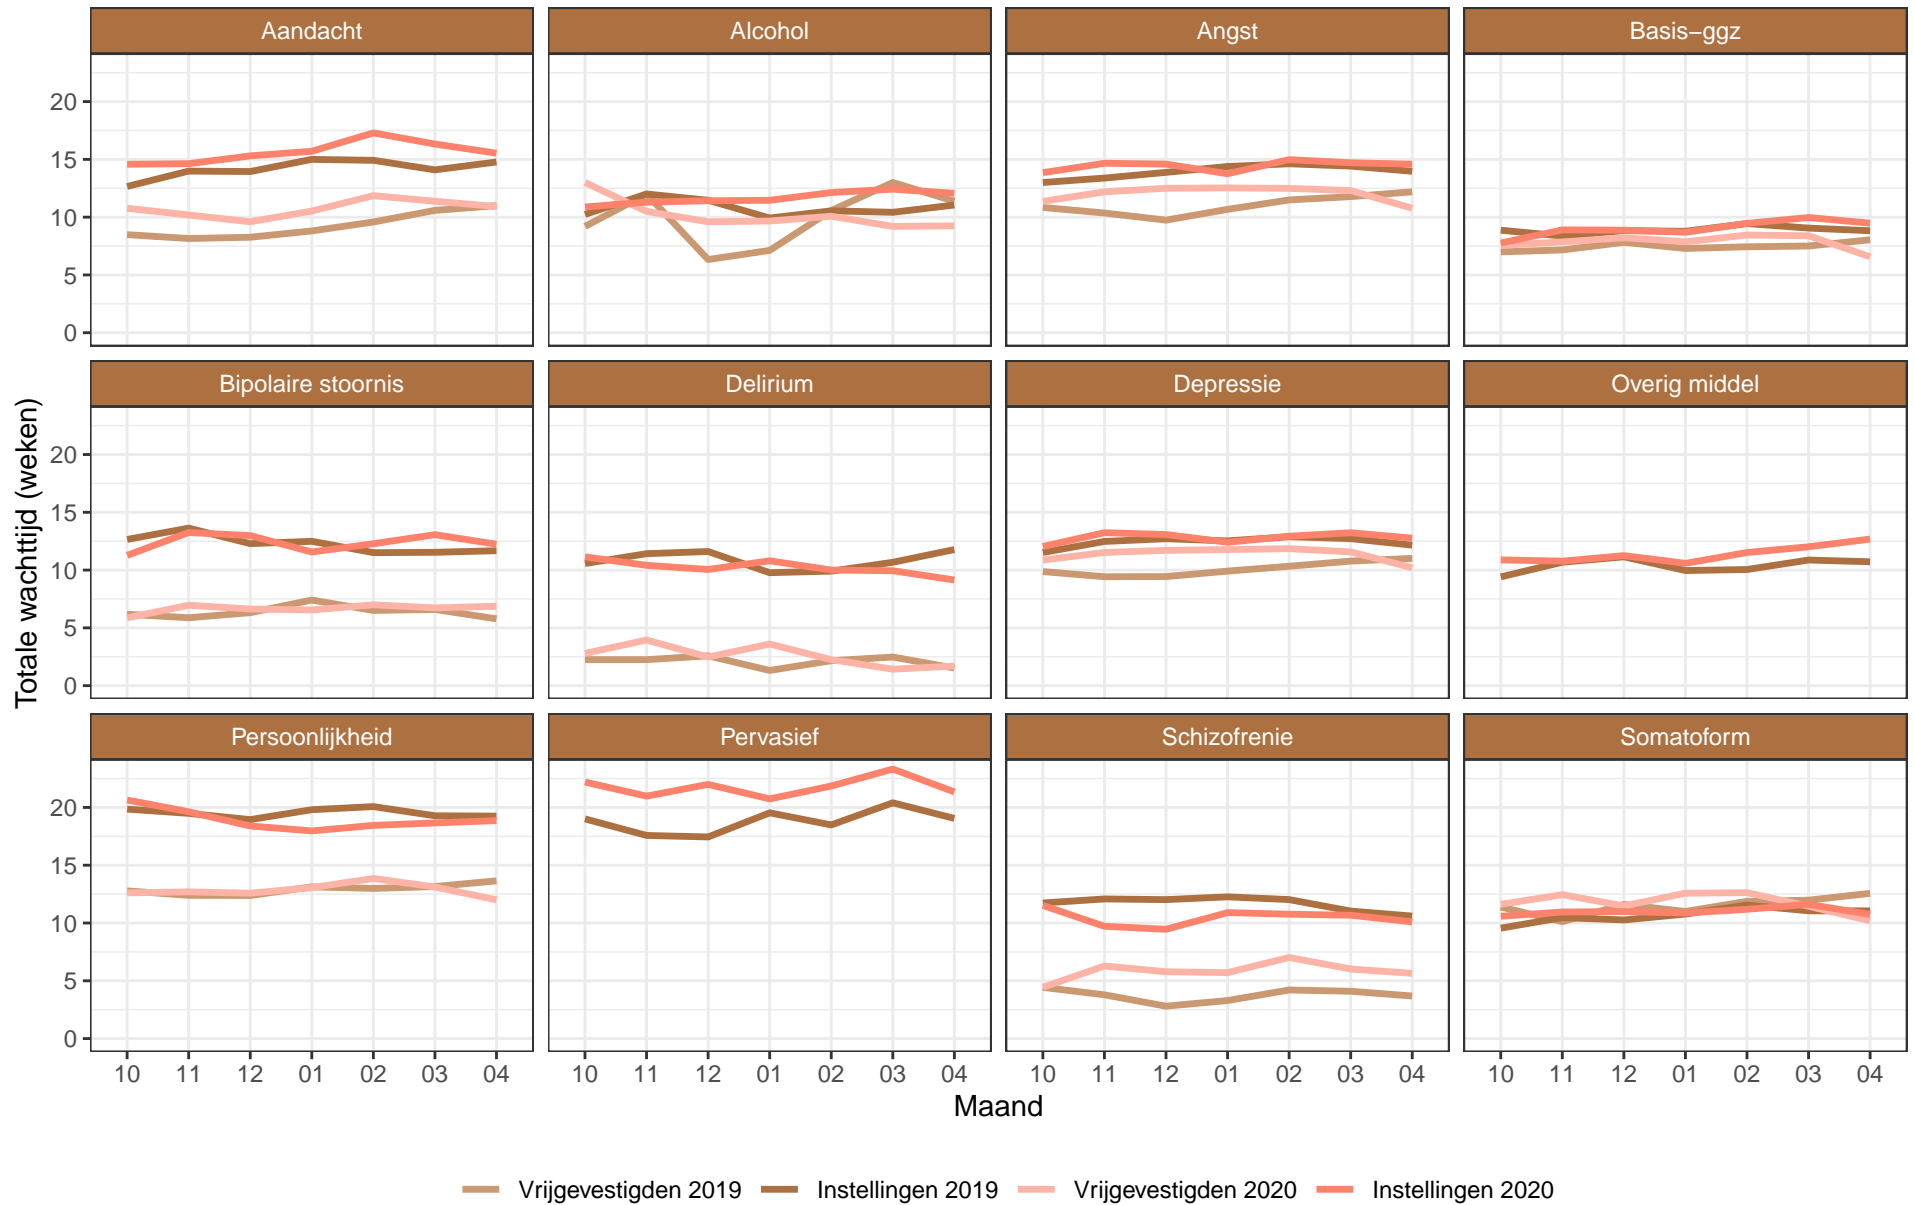 Aandacht Alcohol Angst Basis−ggz
20
15
10
5
0
Bipolaire stoornis Delirium Depressie Overig middel
20
15
10
5
0
Persoonlijkheid Pervasief Schizofrenie Somatoform
20
15
10
5
0
10 11 12 01 02 03 04 10 11 12 01 02 03 04 10 11 12 01 02 03 04 10 11 12 01 02 03 04
Maand
Totale wachttijd (weken)
Vrijgevestigden 2019 Instellingen 2019 Vrijgevestigden 2020 Instellingen 2020